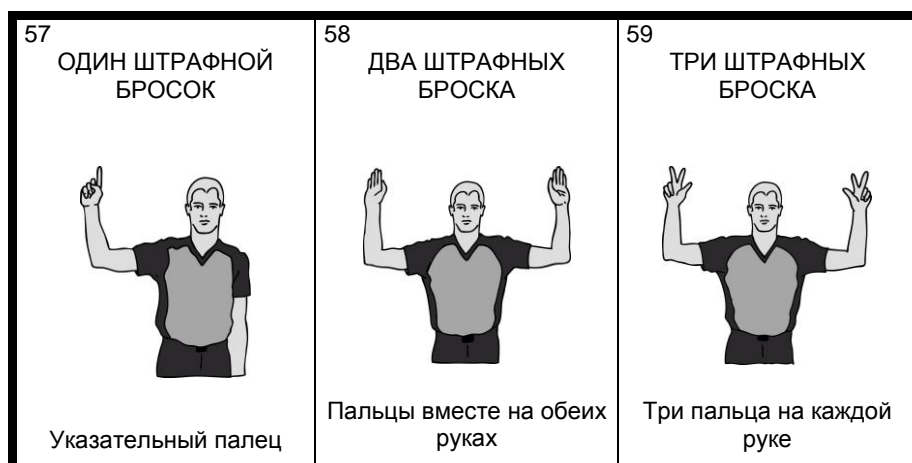 57
ОДИН ШТРАФНОЙ
БРОСОК
Указательный палец
58
ДВА ШТРАФНЫХ
БРОСКА
Пальцы вместе на обеих
руках
59
ТРИ ШТРАФНЫХ
БРОСКА
Три пальца на каждой
руке